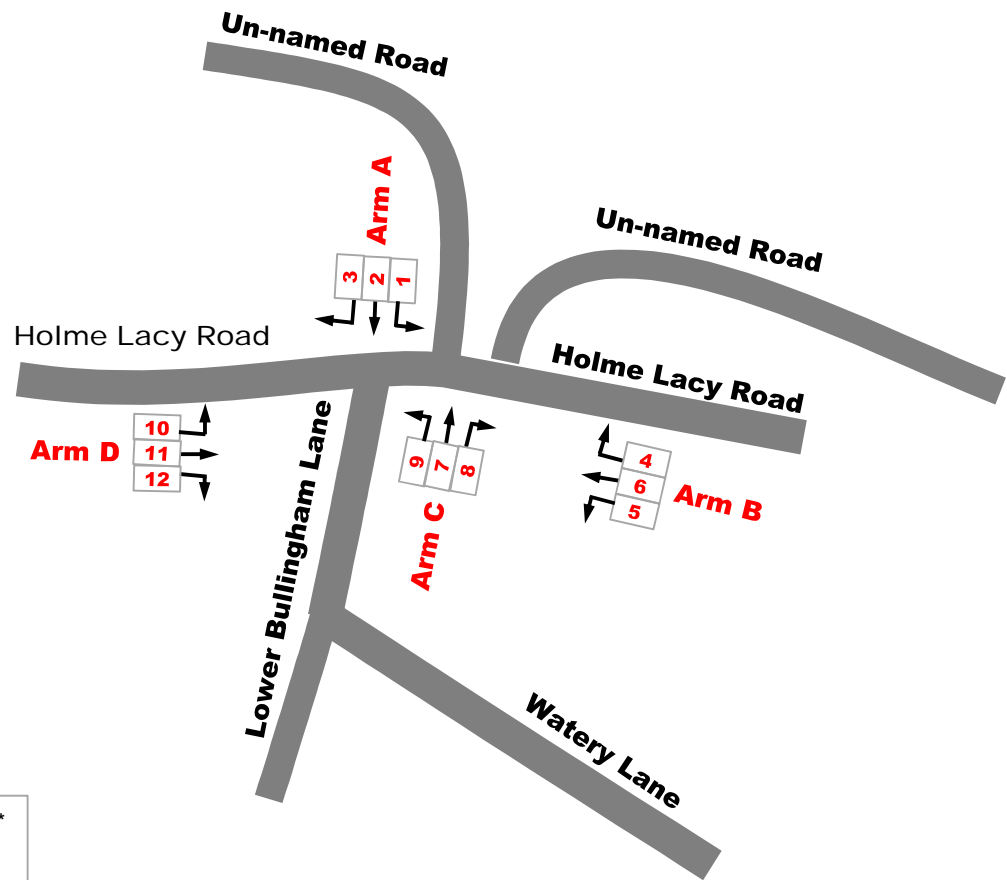 Un-named Road
Arm A
3 2 1
Un-named Road
Holme Lacy Road
Holme Lacy Road
Lower Bullingham Lane
10
11
12
Arm D
9 7 8
Arm C
4
6
5
Arm B
Watery Lane
*